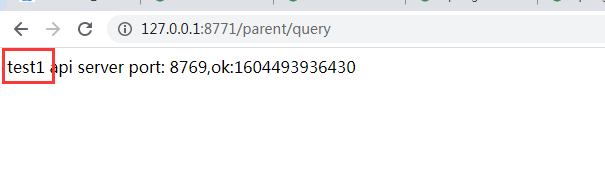 127.0.0.1:8771/parent/query
test1 api server port: 8769,ok:1604493936430